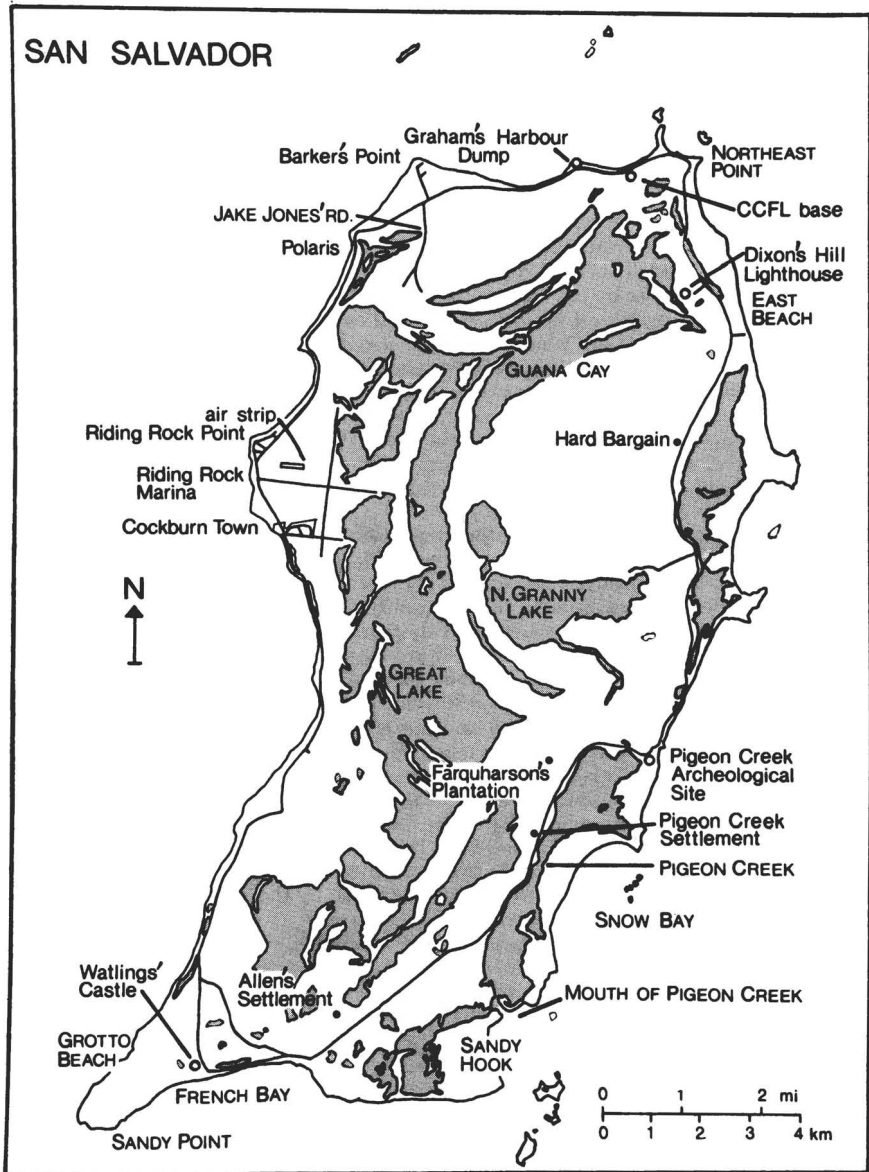 SAN SALVADOR
Graham's Harbour
Dump
Barker's Point
NORTHEAST
POINT
CCFL base
JAKE JONES' RD.
Polaris
Dixon's Hill
Lighthouse
EAST
BEACH
GUANA CAY
air strip
Riding Rock Point
Hard Bargain
Riding Rock
Marina
Cockburn Town
N
N. GRANNY
LAKE
GREAT
LAKE
Farquharson's
Plantation
Pigeon Creek
Archeological
Site
Pigeon Creek
Settlement
PIGEON CREEK
SNOW BAY
Watlings'
Castle
Allen's
Settlement
MOUTH OF PIGEON CREEK
GROTTO
BEACH
SANDY
HOOK
FRENCH BAY
SANDY POINT
0 1 2 mi
0 1 2 3 4 km